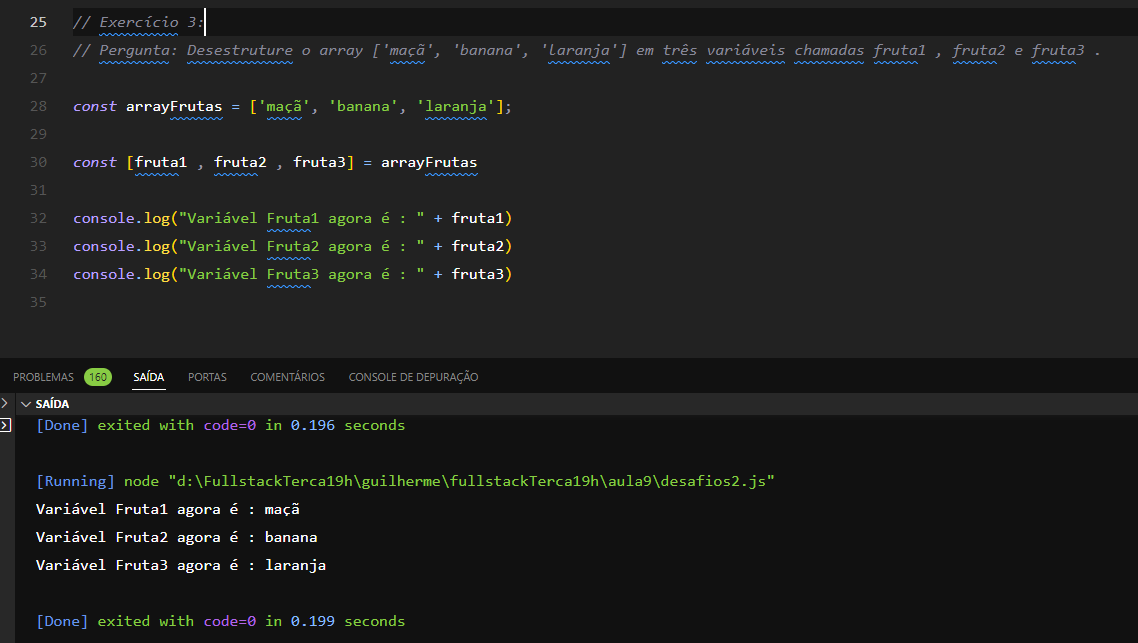 25 // Exercício 3:
26 // Pergunta: Desestruture o array ['maçã', 'banana', 'laranja'] em três variáveis chamadas fruta1 , fruta2 e fruta3 .
27
28 const arrayFrutas = ['maçã', 'banana', 'laranja'];
29
30 const [fruta1 , fruta2 , fruta3] = arrayFrutas
31
32 console.log("Variável Fruta1 agora é : " + fruta1)
33 console.log("Variável Fruta2 agora é : " + fruta2)
34 console.log("Variável Fruta3 agora é : " + fruta3)
35
PROBLEMAS 160 SAÍDA PORTAS COMENTÁRIOS CONSOLE DE DEPURAÇÃO
SAÍDA
[Done] exited with code=0 in 0.196 seconds
[Running] node "d:\FullstackTerca19h\guilherme\fullstackTerca19h\aula9\desafios2.js"
Variável Fruta1 agora é : maçã
Variável Fruta2 agora é : banana
Variável Fruta3 agora é : laranja
[Done] exited with code=0 in 0.199 seconds